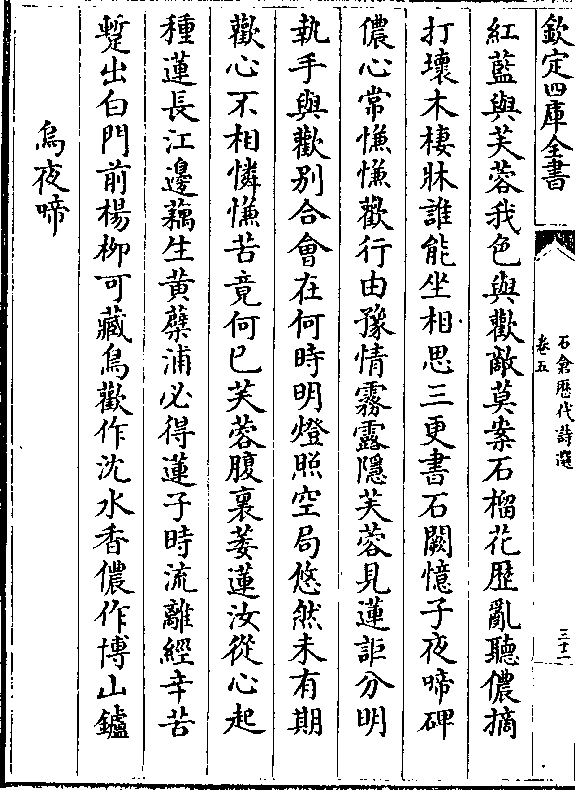 欽定四庫全書
石倉歴代詩選
卷五
三十二
紅藍與芙蓉我色與歡敵莫案石榴花歴亂聽儂摘
打壞木棲牀誰能坐相思三更書石闕憶子夜啼碑
儂心常慊慊歡行由豫情霧露隱芙蓉見蓮詎分明
執手與歡別合會在何時明燈照空局悠然未有期
歡心不相憐慊苦竟何已芙蓉腹裏萎蓮汝從心起
種蓮長江邊藕生黄蘗浦必得蓮子時流離經辛苦
蹔出白門前楊柳可藏烏歡作沈水香儂作博山鑪
烏夜啼